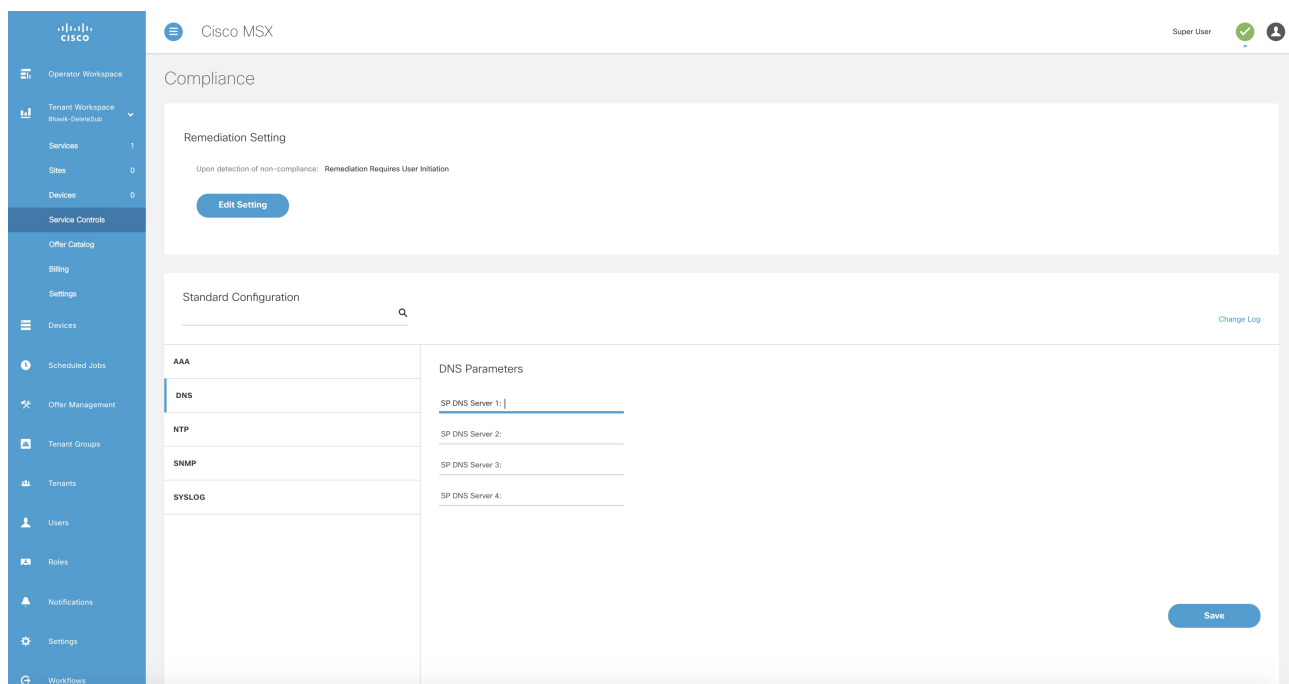 CISCO
Cisco MSX
Super User
Operator Workspace
Tenant Workspace
Bhavik-DeleteSub
Services 1
Sites 0
Devices 0
Service Controls
Offer Catalog
Billing
Settings
Devices
Scheduled Jobs
Offer Management
Tenant Groups
Tenants
Users
Roles
Notifications
Settings
Workflows
Compliance
Remediation Setting
Upon detection of non-compliance: Remediation Requires User Initiation
Edit Setting
Standard Configuration
Change Log
AAA
DNS
NTP
SNMP
SYSLOG
DNS Parameters
SP DNS Server 1:
SP DNS Server 2:
SP DNS Server 3:
SP DNS Server 4:
Save